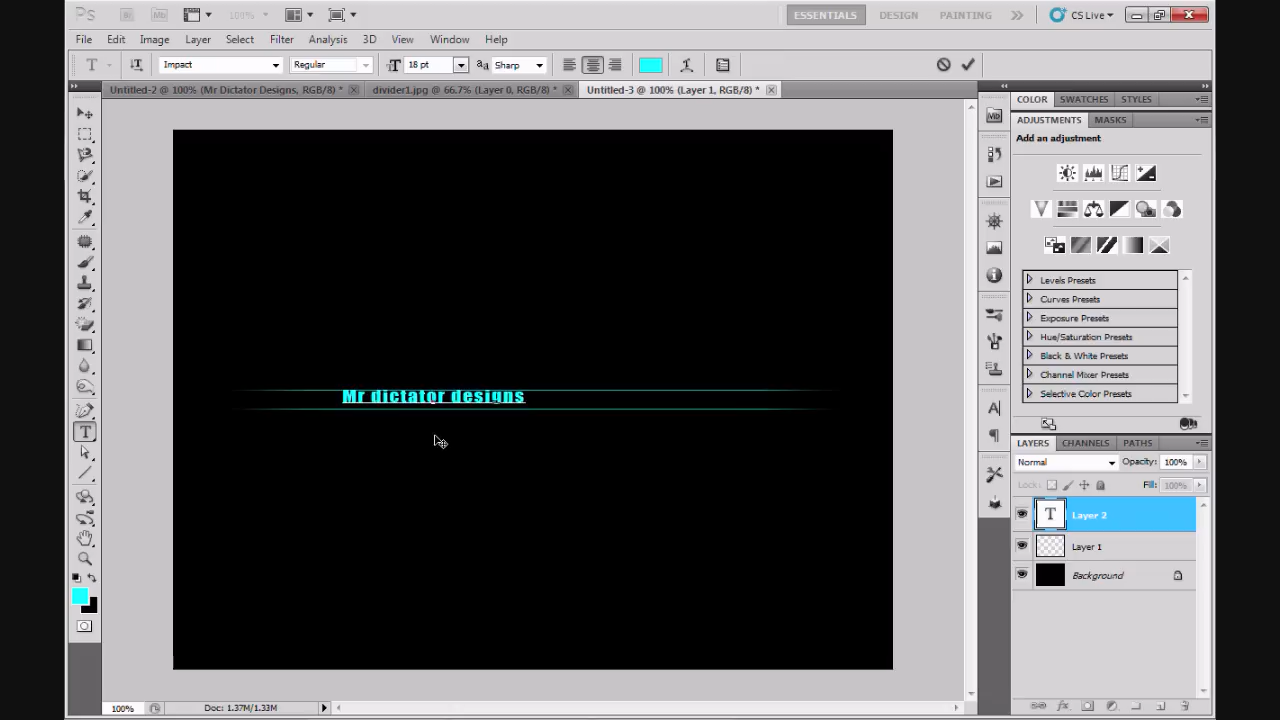 Ps Br Mb 100% ESSENTIALS DESIGN PAINTING CS Live
File Edit Image Layer Select Filter Analysis 3D View Window Help
T Impact Regular T 18 pt aa Sharp
Untitled-2 @ 100% (Mr Dictator Designs, RGB/8) * divider1.jpg @ 66.7% (Layer 0, RGB/8) * Untitled-3 @ 100% (Layer 1, RGB/8) *
COLOR SWATCHES STYLES
ADJUSTMENTS MASKS
Add an adjustment
Levels Presets
Curves Presets
Exposure Presets
Hue/Saturation Presets
Black & White Presets
Channel Mixer Presets
Selective Color Presets
Mr dictator designs
LAYERS CHANNELS PATHS
Normal Opacity: 100%
Lock: Fill: 100%
T Layer 2
Layer 1
Background
100% Doc: 1.37M/1.33M